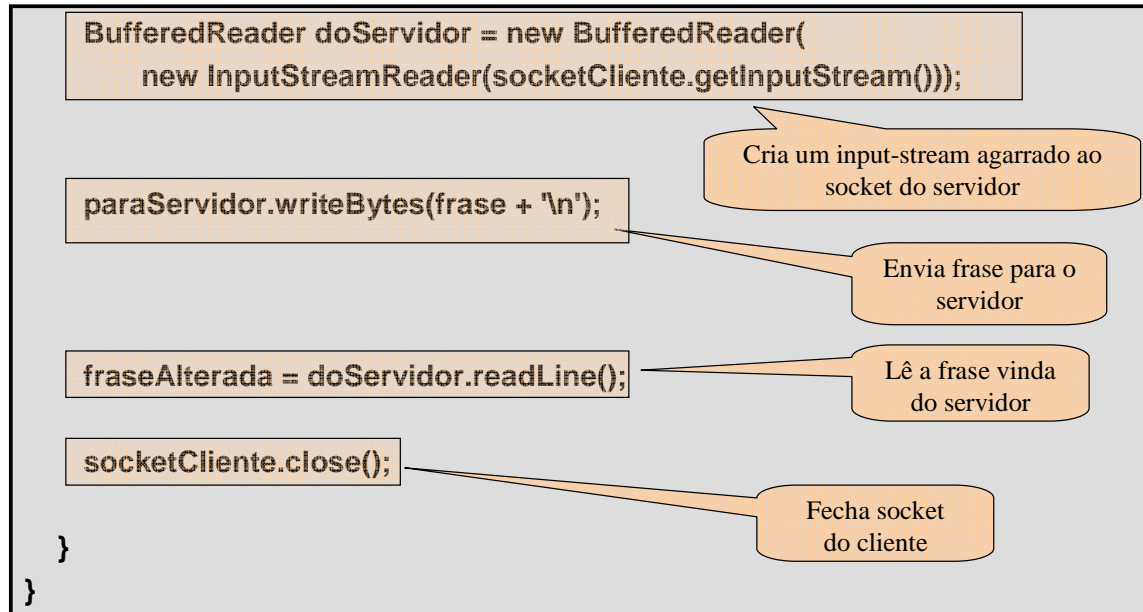 BufferedReader doServidor = new BufferedReader(
new InputStreamReader(socketCliente.getInputStream()));
Cria um input-stream agarrado ao
socket do servidor
paraServidor.writeBytes(frase + '\n');
Envia frase para o
servidor
fraseAlterada = doServidor.readLine();
Lê a frase vinda
do servidor
socketCliente.close();
Fecha socket
do cliente
}
}